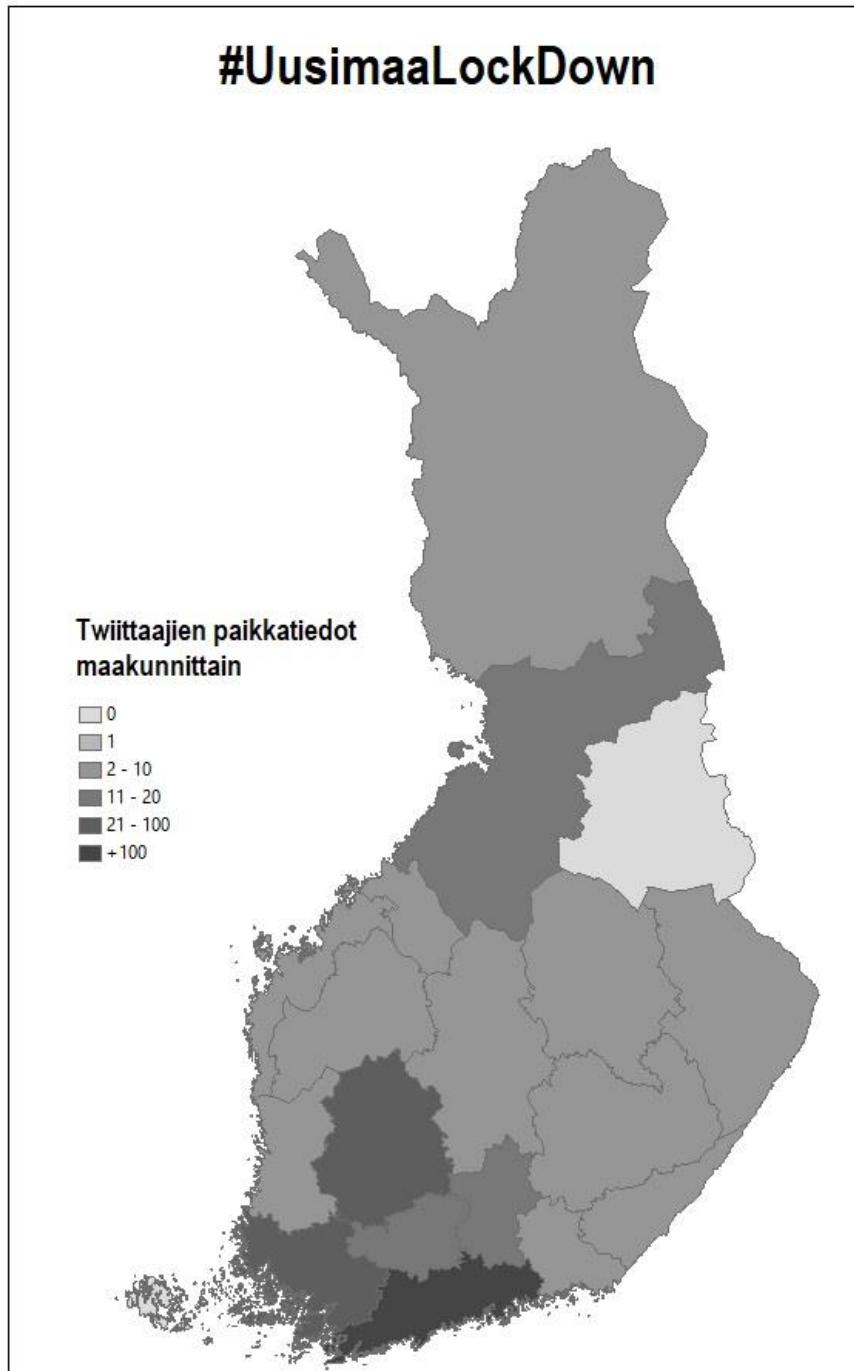 #UusimaaLockDown
Twiittaajien paikkatiedot
maakunnittain
0
1
2 - 10
11 - 20
21 - 100
+100